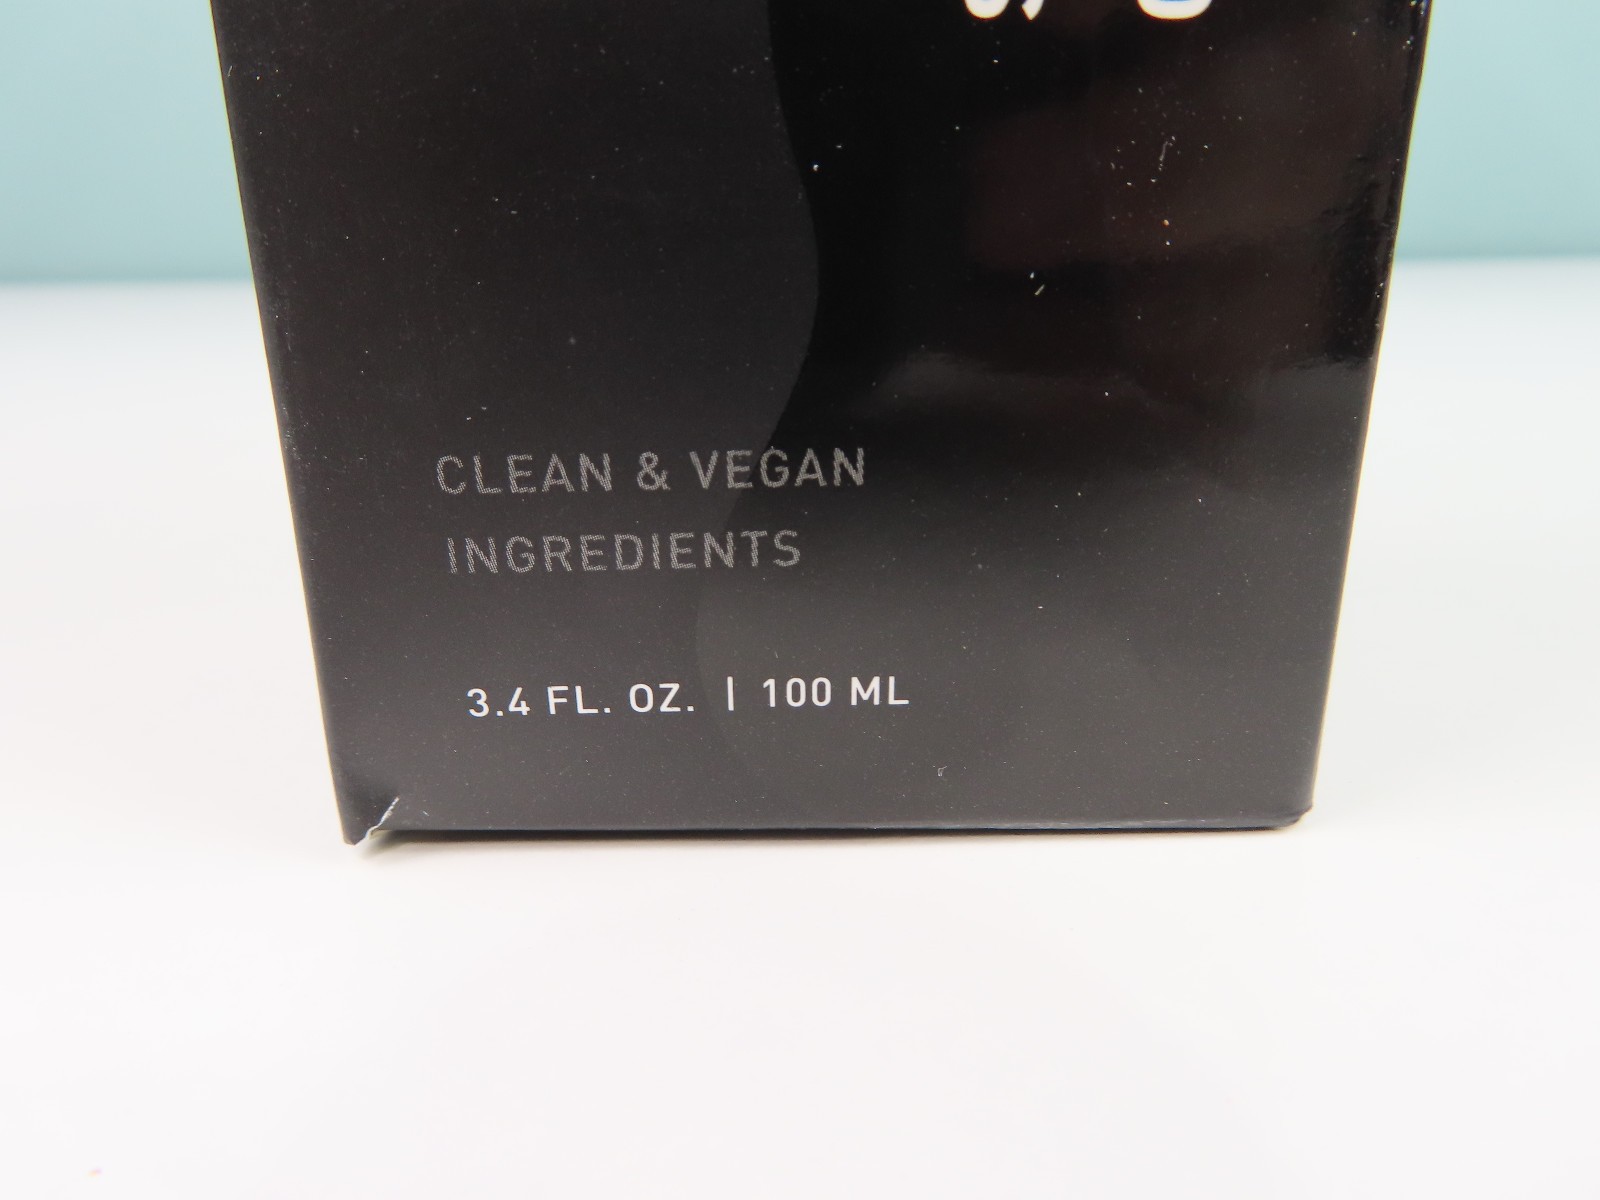 CLEAN & VEGAN
INGREDIENTS
3.4 FL. OZ. | 100 ML